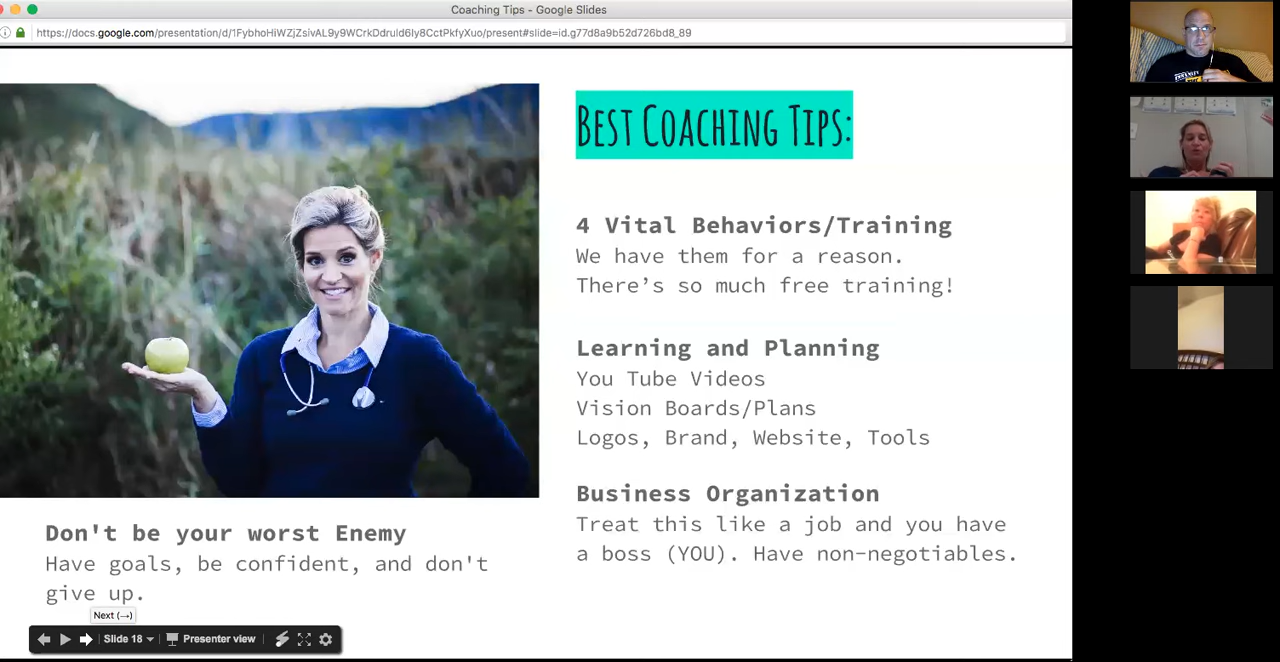 Coaching Tips - Google Slides
https://docs.google.com/presentation/d/1FybhoHiWZjZsivAL9y9WCrkDdruld6Iy8CctPkfyXuo/present#slide=id.g77d8a9b52d726bd8_89
Best Coaching Tips:
4 Vital Behaviors/Training
We have them for a reason.
There's so much free training!
Learning and Planning
You Tube Videos
Vision Boards/Plans
Logos, Brand, Website, Tools
Business Organization
Treat this like a job and you have
a boss (YOU). Have non-negotiables.
Don't be your worst Enemy
Have goals, be confident, and don't
give up.
Next (→)
Slide 18
Presenter view